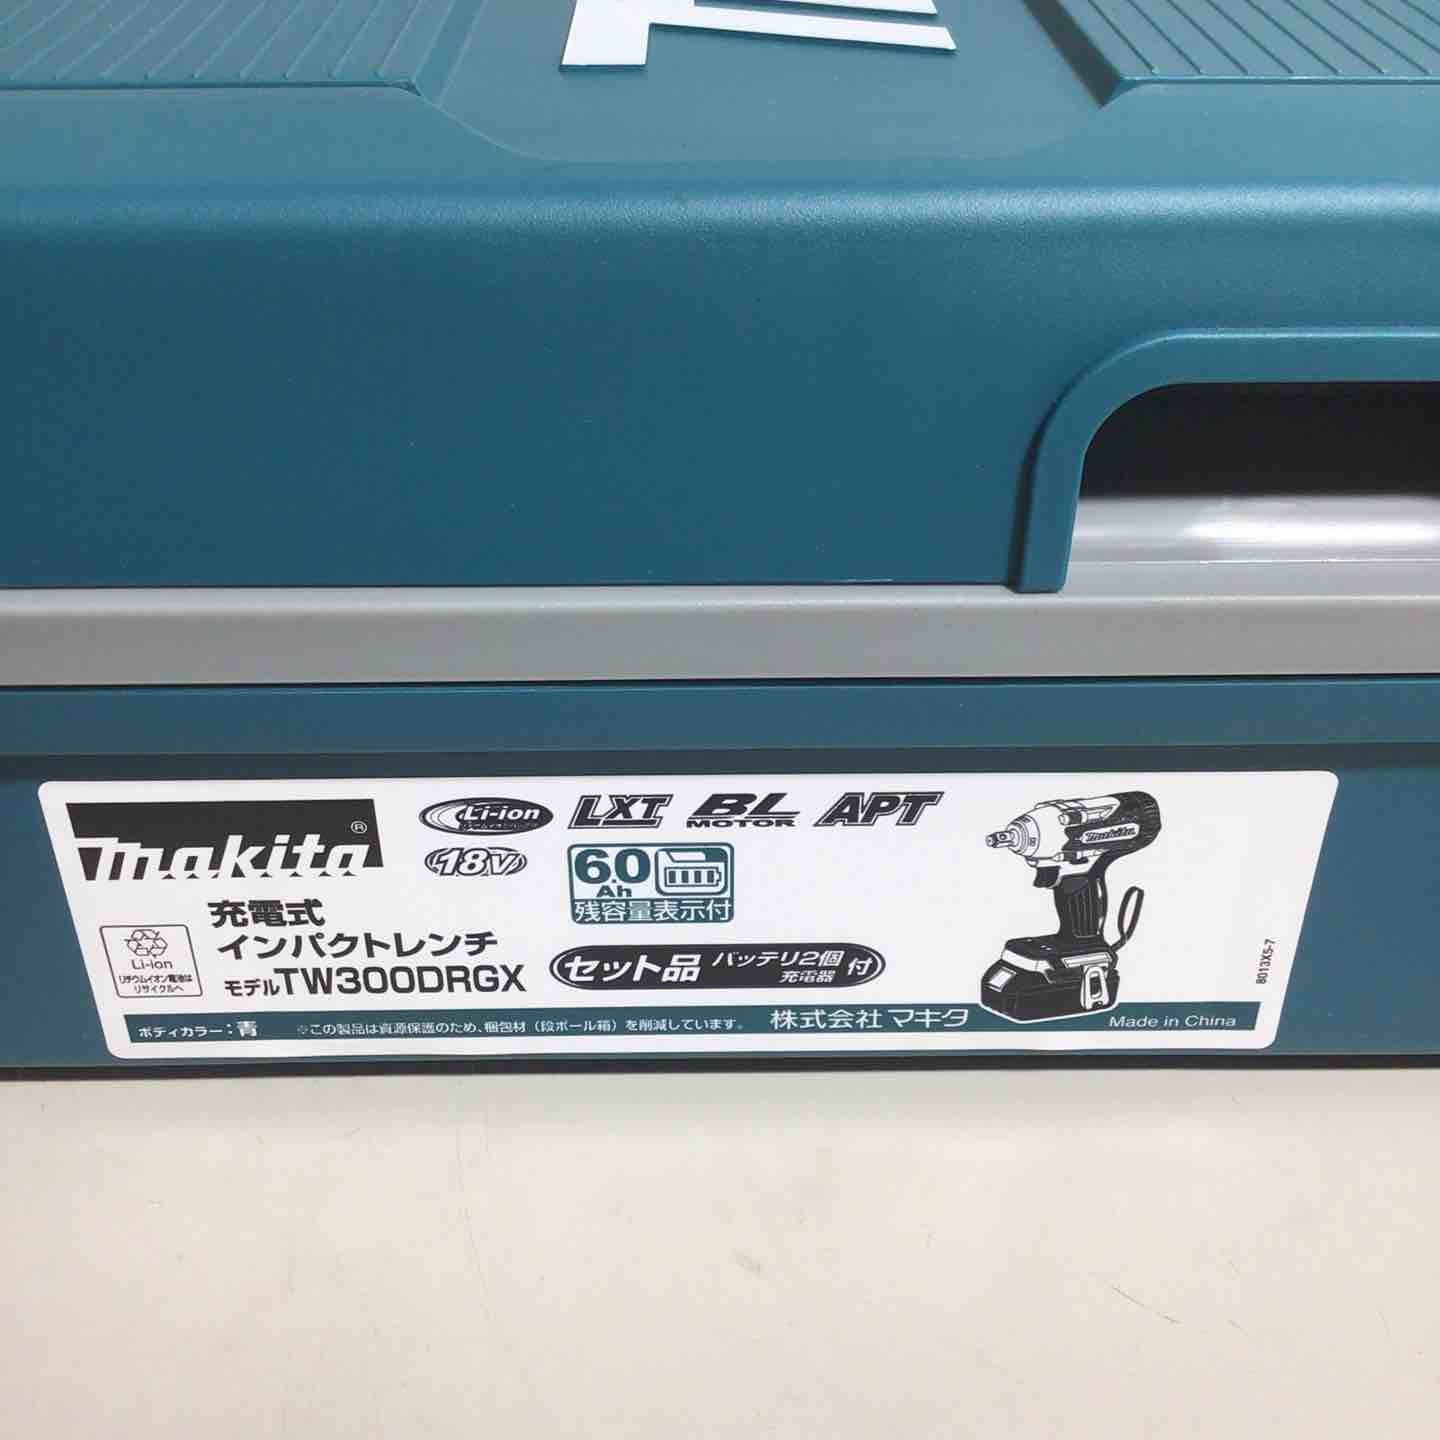 makita®
Li-ion
LXT
BL
MOTOR
APT
18V
6.0
Ah
残容量表示付
充電式
インパクトレンチ
モデルTW300DRGX
Li-ion
リチウムイオン電池は
リサイクルへ
セット品 バッテリ2個 充電器 付
makita
8013X5-7
ボディカラー：青 ※この製品は資源保護のため、梱包材（段ボール箱）を削減しています。 株式会社マキタ Made in China